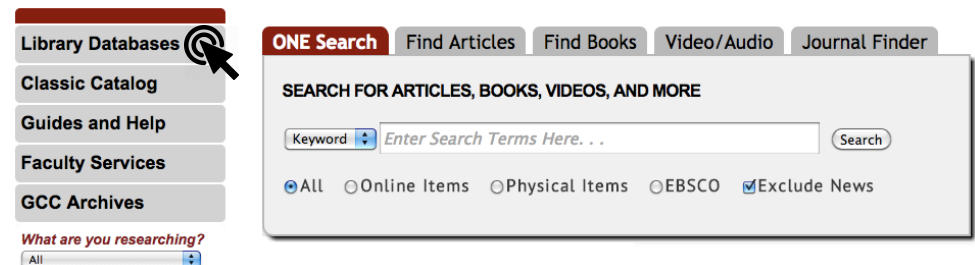 Library Databases
Classic Catalog
Guides and Help
Faculty Services
GCC Archives
What are you researching?
All
ONE Search Find Articles Find Books Video/Audio Journal Finder
SEARCH FOR ARTICLES, BOOKS, VIDEOS, AND MORE
Keyword Enter Search Terms Here. . . Search
All Online Items Physical Items EBSCO Exclude News